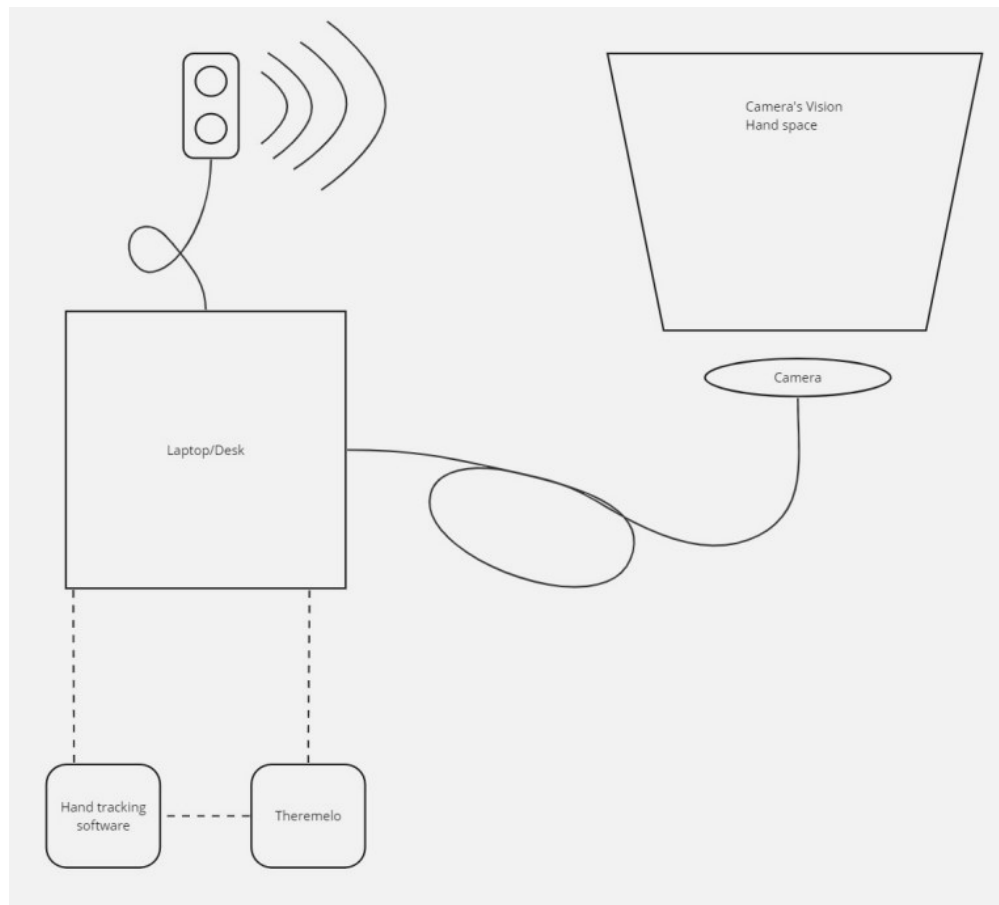 Camera's Vision
Hand space
Camera
Laptop/Desk
Hand tracking
software
Theremelo